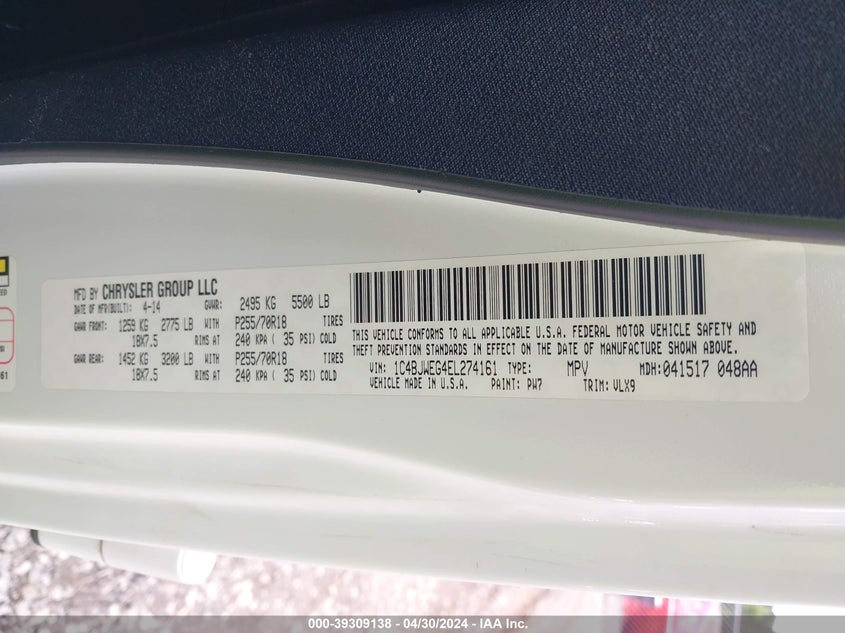 MFD BY CHRYSLER GROUP LLC
DATE OF MFR(BUILT): 4-14 GVWR: 2495 KG 5500 LB
GAWR FRONT: 1259 KG 2775 LB WITH P255/70R18 TIRES
18X7.5 RIMS AT 240 KPA ( 35 PSI) COLD
GAWR REAR: 1452 KG 3200 LB WITH P255/70R18 TIRES
18X7.5 RIMS AT 240 KPA ( 35 PSI) COLD
THIS VEHICLE CONFORMS TO ALL APPLICABLE U.S.A. FEDERAL MOTOR VEHICLE SAFETY AND
THEFT PREVENTION STANDARDS IN EFFECT ON THE DATE OF MANUFACTURE SHOWN ABOVE.
VIN: 1C4BJWEG4EL274161 TYPE: MPV MDH:041517 048AA
VEHICLE MADE IN U.S.A. PAINT: PW7 TRIM: VLX9
000-39309138 - 04/30/2024 - IAA Inc.